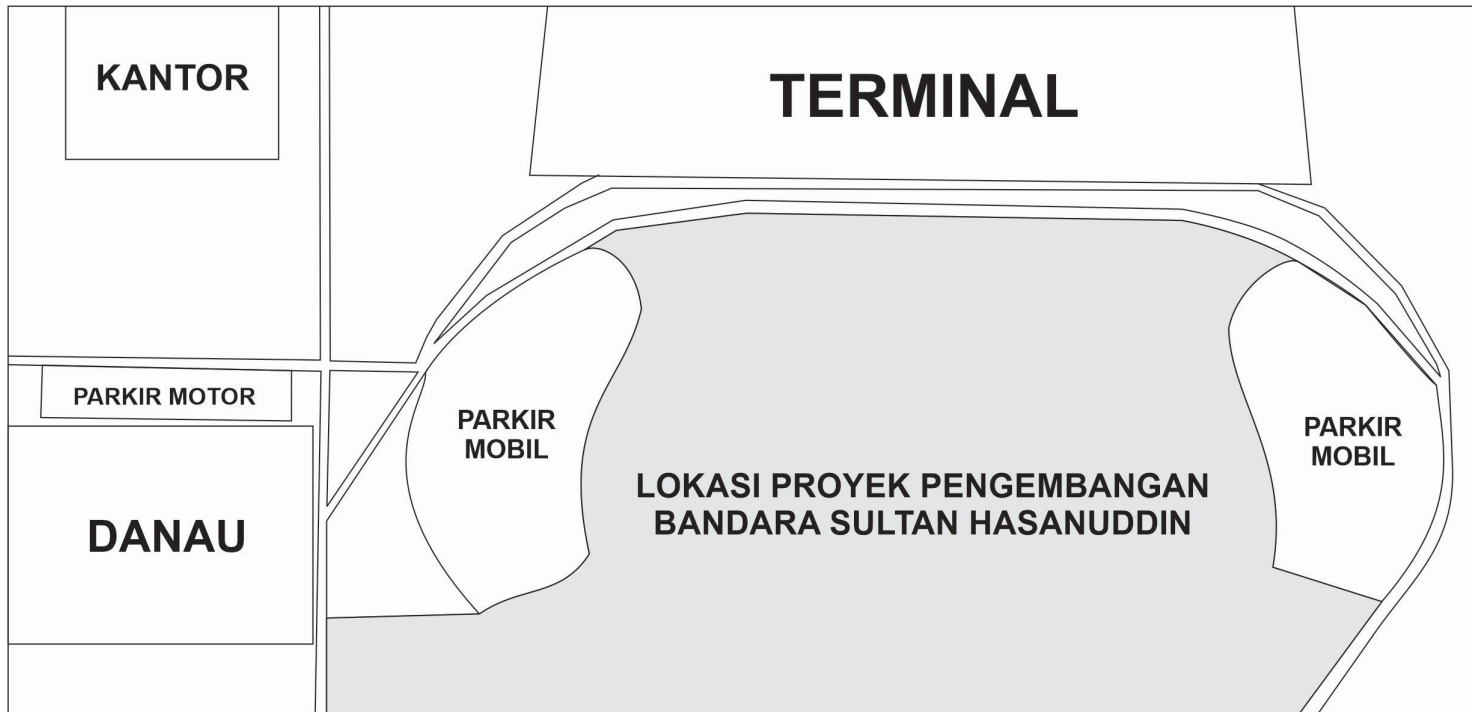 KANTOR
TERMINAL
PARKIR MOTOR
PARKIR
MOBIL
PARKIR
MOBIL
LOKASI PROYEK PENGEMBANGAN
BANDARA SULTAN HASANUDDIN
DANAU